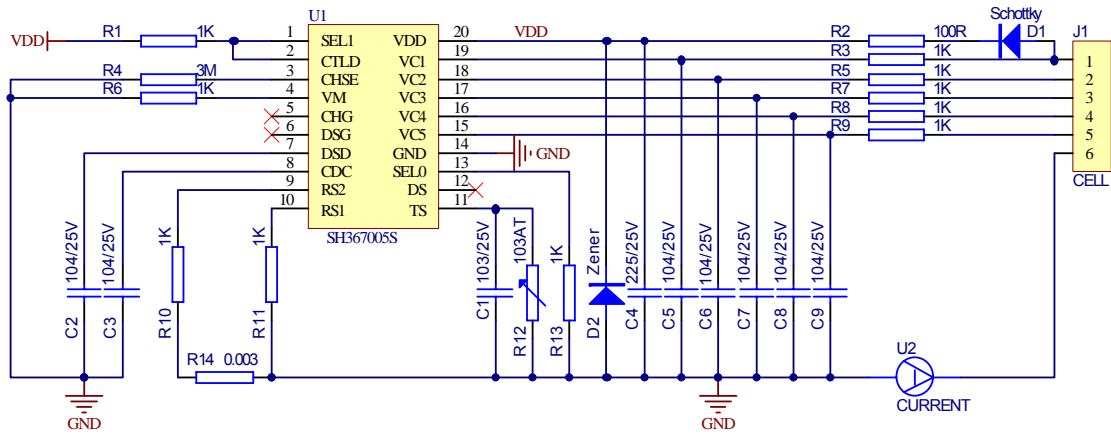 U1
Schottky
VDD R1 1K 1 SEL1 VDD 20 VDD R2 100R D1 J1
2 CTLD VC1 19 R3 1K 1
R4 3M 3 CHSE VC2 18 R5 1K 2
R6 1K 4 VM VC3 17 R7 1K 3
5 CHG VC4 16 R8 1K 4
6 DSG VC5 15 R9 1K 5
7 DSD GND 14 GND 6
8 CDC SEL0 13 CELL
9 RS2 DS 12
10 RS1 TS 11
SH367005S
C2 104/25V
C3 104/25V
R10 1K
R11 1K
C1 103/25V
R12 103AT
R13 1K
D2 Zener
C4 225/25V
C5 104/25V
C6 104/25V
C7 104/25V
C8 104/25V
C9 104/25V
R14 0.003
U2
CURRENT
GND
GND